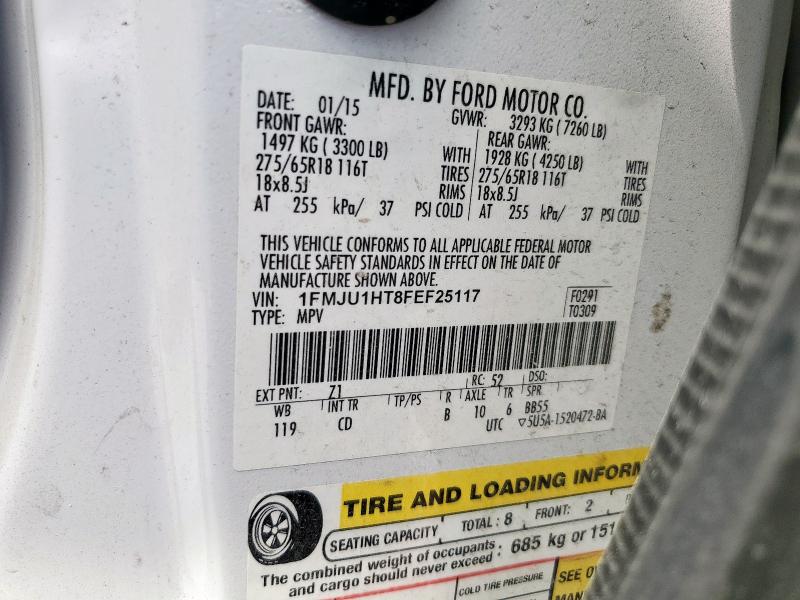 MFD. BY FORD MOTOR CO.
DATE: 01/15 GVWR: 3293 KG ( 7260 LB)
FRONT GAWR: REAR GAWR:
1497 KG ( 3300 LB) WITH 1928 KG ( 4250 LB) WITH
275/65R18 116T TIRES 275/65R18 116T TIRES
18x8.5J RIMS 18x8.5J RIMS
AT 255 kPa/ 37 PSI COLD AT 255 kPa/ 37 PSI COLD
THIS VEHICLE CONFORMS TO ALL APPLICABLE FEDERAL MOTOR
VEHICLE SAFETY STANDARDS IN EFFECT ON THE DATE OF
MANUFACTURE SHOWN ABOVE.
VIN: 1FMJU1HT8FEF25117 F0291
TYPE: MPV T0309
EXT PNT: Z1 RC: 52 DSO:
WB INT TR TP/PS R AXLE TR SPR
119 CD B 10 6 BB55
UTC ▽5U5A-1520472-BA
TIRE AND LOADING INFORM
SEATING CAPACITY TOTAL: 8 FRONT: 2
The combined weight of occupants 685 kg or 151
and cargo should never exceed:
COLD TIRE PRESSURE SEE